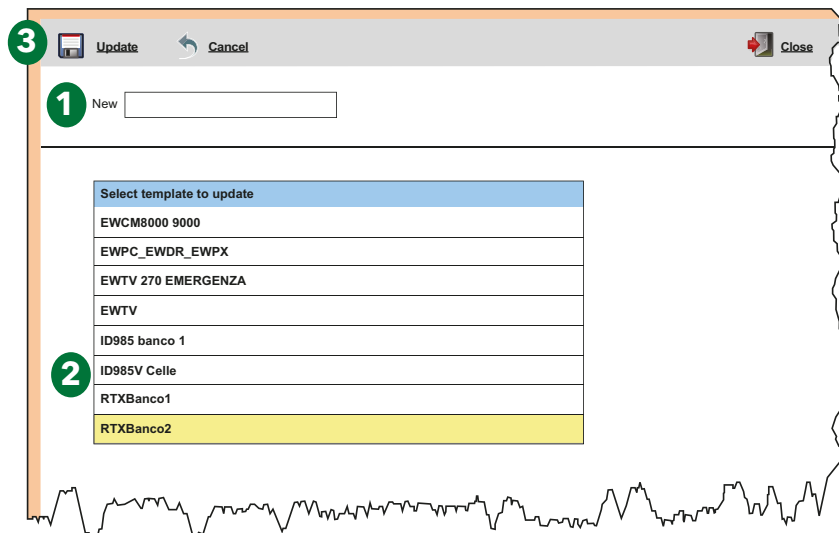 3 Update Cancel Close
1 New
Select template to update
EWCM8000 9000
EWPC_EWDR_EWPX
EWTV 270 EMERGENZA
EWTV
ID985 banco 1
2 ID985V Celle
RTXBanco1
RTXBanco2